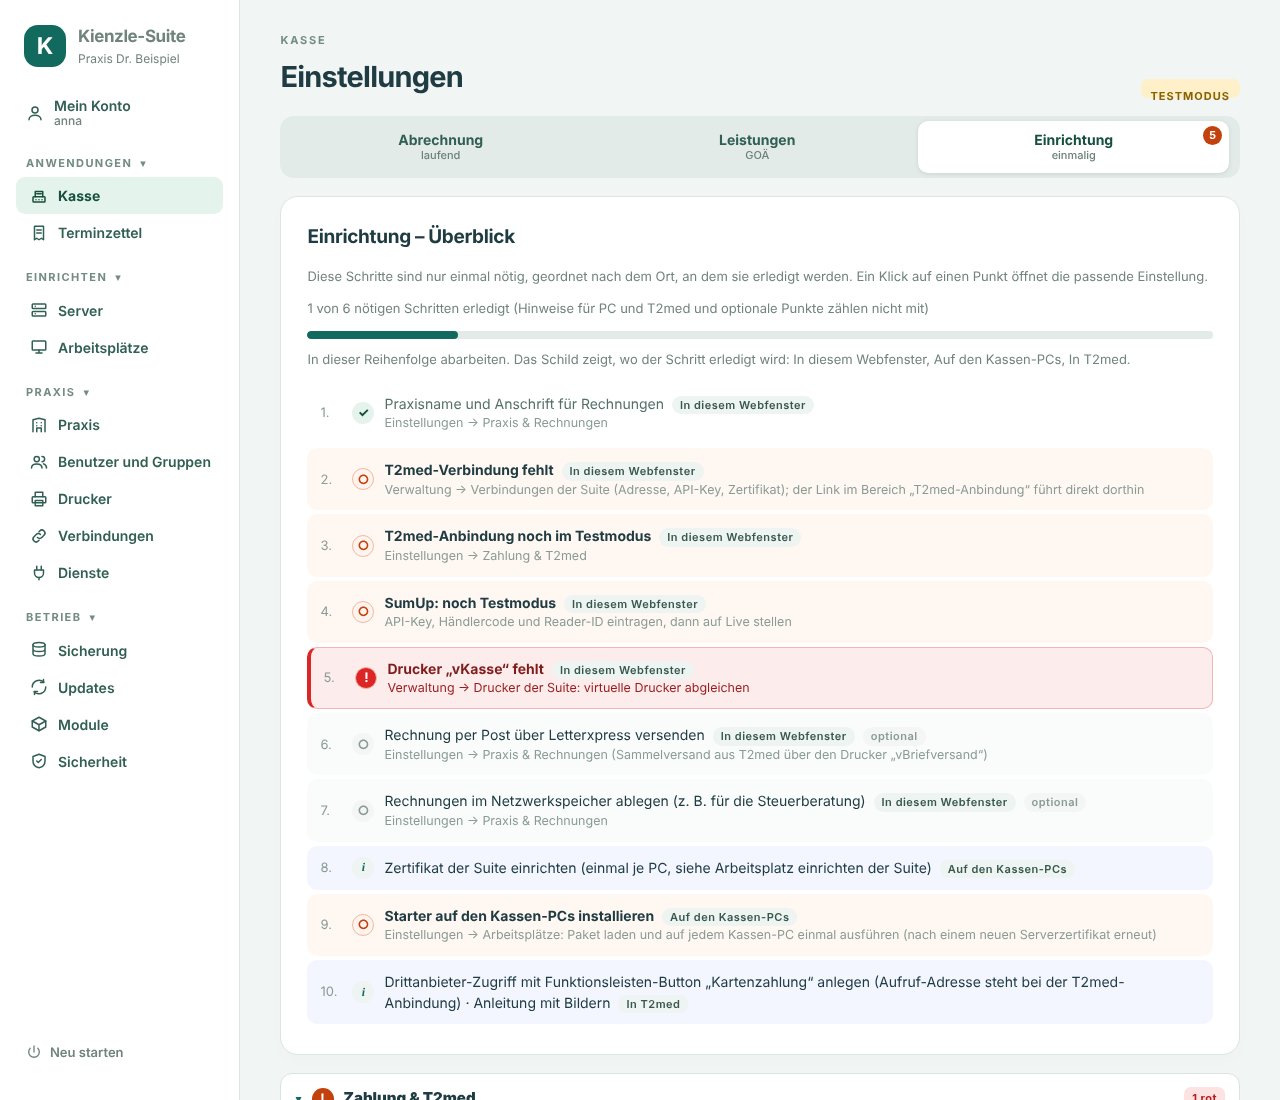 K
Kienzle-Suite
Praxis Dr. Beispiel
Mein Konto
anna
ANWENDUNGEN ▾
Kasse
Terminzettel
EINRICHTEN ▾
Server
Arbeitsplätze
PRAXIS ▾
Praxis
Benutzer und Gruppen
Drucker
Verbindungen
Dienste
BETRIEB ▾
Sicherung
Updates
Module
Sicherheit
Neu starten
KASSE
Einstellungen
TESTMODUS
Abrechnung
laufend
Leistungen
GOÄ
Einrichtung
einmalig
5
Einrichtung – Überblick
Diese Schritte sind nur einmal nötig, geordnet nach dem Ort, an dem sie erledigt werden. Ein Klick auf einen Punkt öffnet die passende Einstellung.
1 von 6 nötigen Schritten erledigt (Hinweise für PC und T2med und optionale Punkte zählen nicht mit)
In dieser Reihenfolge abarbeiten. Das Schild zeigt, wo der Schritt erledigt wird: In diesem Webfenster, Auf den Kassen-PCs, In T2med.
1. Praxisname und Anschrift für Rechnungen In diesem Webfenster
Einstellungen → Praxis & Rechnungen
2. T2med-Verbindung fehlt In diesem Webfenster
Verwaltung → Verbindungen der Suite (Adresse, API-Key, Zertifikat); der Link im Bereich „T2med-Anbindung“ führt direkt dorthin
3. T2med-Anbindung noch im Testmodus In diesem Webfenster
Einstellungen → Zahlung & T2med
4. SumUp: noch Testmodus In diesem Webfenster
API-Key, Händlercode und Reader-ID eintragen, dann auf Live stellen
5. ! Drucker „vKasse“ fehlt In diesem Webfenster
Verwaltung → Drucker der Suite: virtuelle Drucker abgleichen
6. Rechnung per Post über Letterxpress versenden In diesem Webfenster optional
Einstellungen → Praxis & Rechnungen (Sammelversand aus T2med über den Drucker „vBriefversand“)
7. Rechnungen im Netzwerkspeicher ablegen (z. B. für die Steuerberatung) In diesem Webfenster optional
Einstellungen → Praxis & Rechnungen
8. i Zertifikat der Suite einrichten (einmal je PC, siehe Arbeitsplatz einrichten der Suite) Auf den Kassen-PCs
9. Starter auf den Kassen-PCs installieren Auf den Kassen-PCs
Einstellungen → Arbeitsplätze: Paket laden und auf jedem Kassen-PC einmal ausführen (nach einem neuen Serverzertifikat erneut)
10. i Drittanbieter-Zugriff mit Funktionsleisten-Button „Kartenzahlung“ anlegen (Aufruf-Adresse steht bei der T2med-
Anbindung) · Anleitung mit Bildern In T2med
▾ ! Zahlung & T2med 1 rot